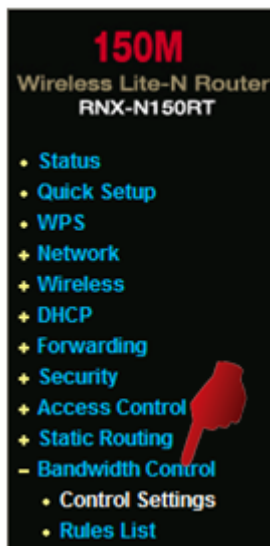 150M
Wireless Lite-N Router
RNX-N150RT
Status
Quick Setup
WPS
Network
Wireless
DHCP
Forwarding
Security
Access Control
Static Routing
Bandwidth Control
Control Settings
Rules List